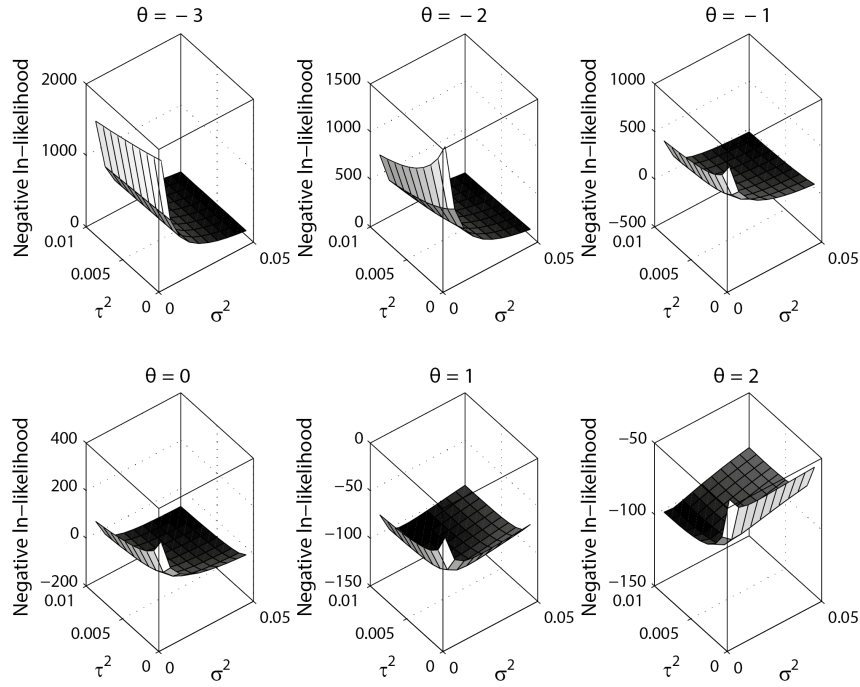 θ = − 3
Negative ln−likelihood
2000
1000
0
0.01
0.005
0
τ²
0
σ²
0.05
θ = − 2
Negative ln−likelihood
1500
1000
500
0
0.01
0.005
0
τ²
0
σ²
0.05
θ = − 1
Negative ln−likelihood
1000
500
0
−500
0.01
0.005
0
τ²
0
σ²
0.05
θ = 0
Negative ln−likelihood
400
200
0
−200
0.01
0.005
0
τ²
0
σ²
0.05
θ = 1
Negative ln−likelihood
0
−50
−100
−150
0.01
0.005
0
τ²
0
σ²
0.05
θ = 2
Negative ln−likelihood
−50
−100
−150
0.01
0.005
0
τ²
0
σ²
0.05